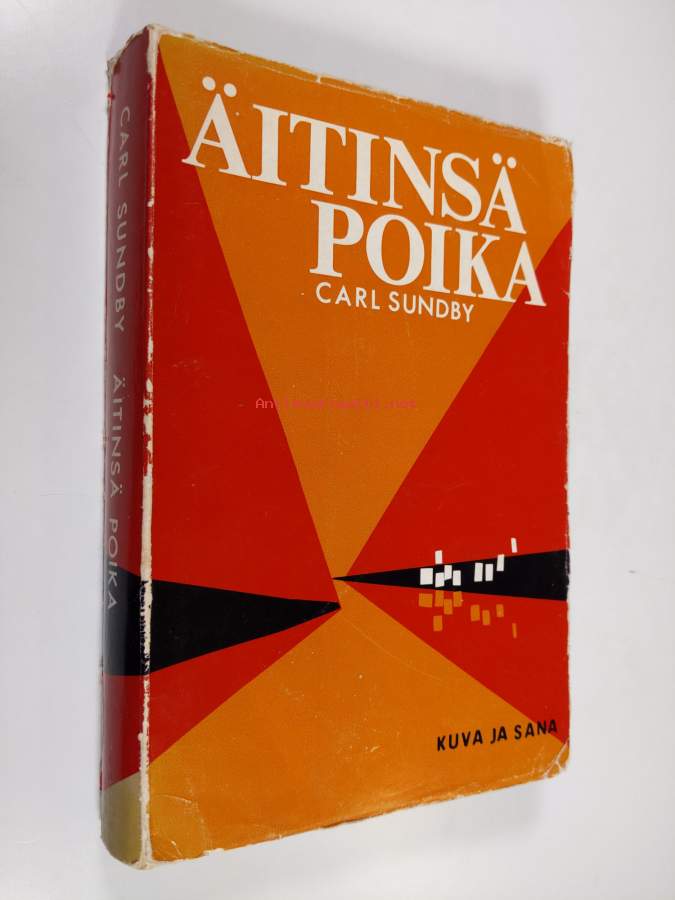 ÄITINSÄ
POIKA
CARL SUNDBY
KUVA JA SANA
CARL SUNDBY ÄITINSÄ POIKA